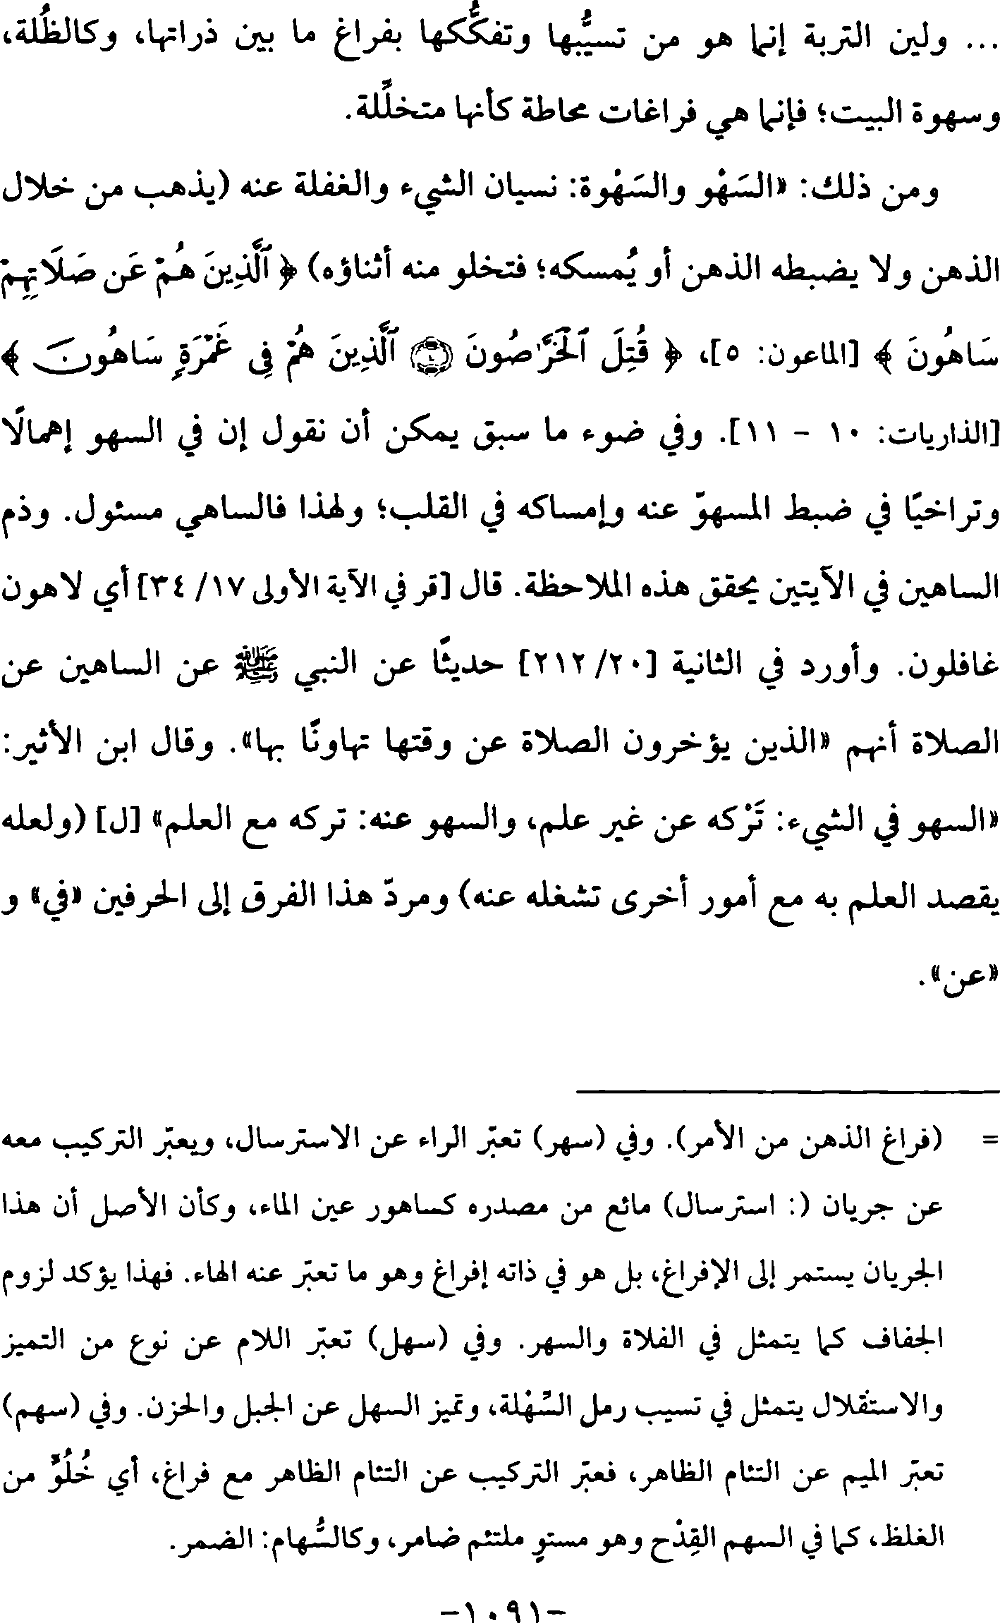 ... ولين التربة إنما هو من تسيُّبها وتفكُّكها بفراغ ما بين ذراتها، وكالظُلة،
وسهوة البيت؛ فإنما هي فراغات محاطة كأنها متخلِّلة.
ومن ذلك: «السَهْو والسَهْوة: نسيان الشيء والغفلة عنه (يذهب من خلال
الذهن ولا يضبطه الذهن أو يُمسكه؛ فتخلو منه أثناؤه) ﴿ ٱلَّذِينَ هُمْ عَن صَلَاتِهِمْ
سَاهُونَ ﴾ [الماعون: ٥]، ﴿ قُتِلَ ٱلْخَرَّٰصُونَ ۝١٠ ٱلَّذِينَ هُمْ فِى غَمْرَةٍ سَاهُونَ ﴾
[الذاريات: ١٠ - ١١]. وفي ضوء ما سبق يمكن أن نقول إن في السهو إهمالًا
وتراخيًا في ضبط المسهوّ عنه وإمساكه في القلب؛ ولهذا فالساهي مسئول. وذم
الساهين في الآيتين يحقق هذه الملاحظة. قال [قر في الآية الأولى ١٧/ ٣٤] أي لاهون
غافلون. وأورد في الثانية [٢٠/ ٢١٢] حديثًا عن النبي ﷺ عن الساهين عن
الصلاة أنهم «الذين يؤخرون الصلاة عن وقتها تهاونًا بها». وقال ابن الأثير:
«السهو في الشيء: تَرْكه عن غير علم، والسهو عنه: تركه مع العلم» [ل] (ولعله
يقصد العلم به مع أمور أخرى تشغله عنه) ومردّ هذا الفرق إلى الحرفين «في» و
«عن».
= (فراغ الذهن من الأمر). وفي (سهر) تعبّر الراء عن الاسترسال، ويعبّر التركيب معه
عن جريان (: استرسال) مائع من مصدره كساهور عين الماء، وكأن الأصل أن هذا
الجريان يستمر إلى الإفراغ، بل هو في ذاته إفراغ وهو ما تعبّر عنه الهاء. فهذا يؤكد لزوم
الجفاف كما يتمثل في الفلاة والسهر. وفي (سهل) تعبّر اللام عن نوع من التميز
والاستقلال يتمثل في تسيب رمل السِّهْلة، وتميز السهل عن الجبل والحزن. وفي (سهم)
تعبّر الميم عن التئام الظاهر، فعبّر التركيب عن التئام الظاهر مع فراغ، أي خُلُوٍّ من
الغلظ، كما في السهم القِدْح وهو مستوٍ ملتئم ضامر، وكالسُّهام: الضمر.
-١٠٩١-